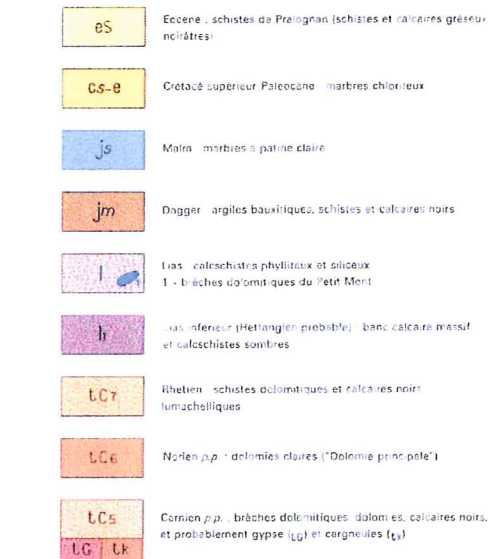 eS
Eocène : schistes de Pralognan (schistes et calcaires gréseux
noirâtres)
cs-e
Crétacé supérieur Paléocène marbres chloriteux
js
Malm marbres à patine claire
jm
Dogger argiles bauxitiques, schistes et calcaires noirs
l
1
Lias calcschistes phylliteux et siliceux
1 - brèches dolomitiques du Petit Mont
li
Lias inférieur (Hettangien probable) banc calcaire massif
et calcschistes sombres
tC7
Rhétien schistes dolomitiques et calcaires noirs
lumachelliques
tC6
Norien p.p. : dolomies claires ("Dolomie principale")
tC5
Carnien p.p. : brèches dolomitiques, dolomies, calcaires noirs,
et probablement gypse (tG) et cargneules (tk)
tG tk